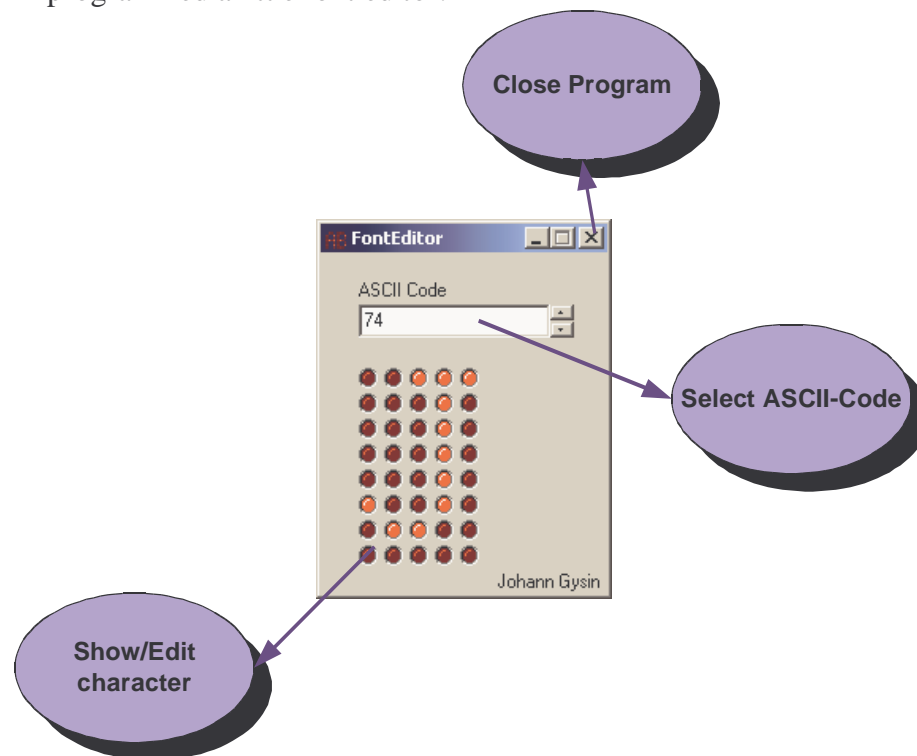 Close Program
FontEditor
ASCII Code
74
Select ASCII-Code
Johann Gysin
Show/Edit
character